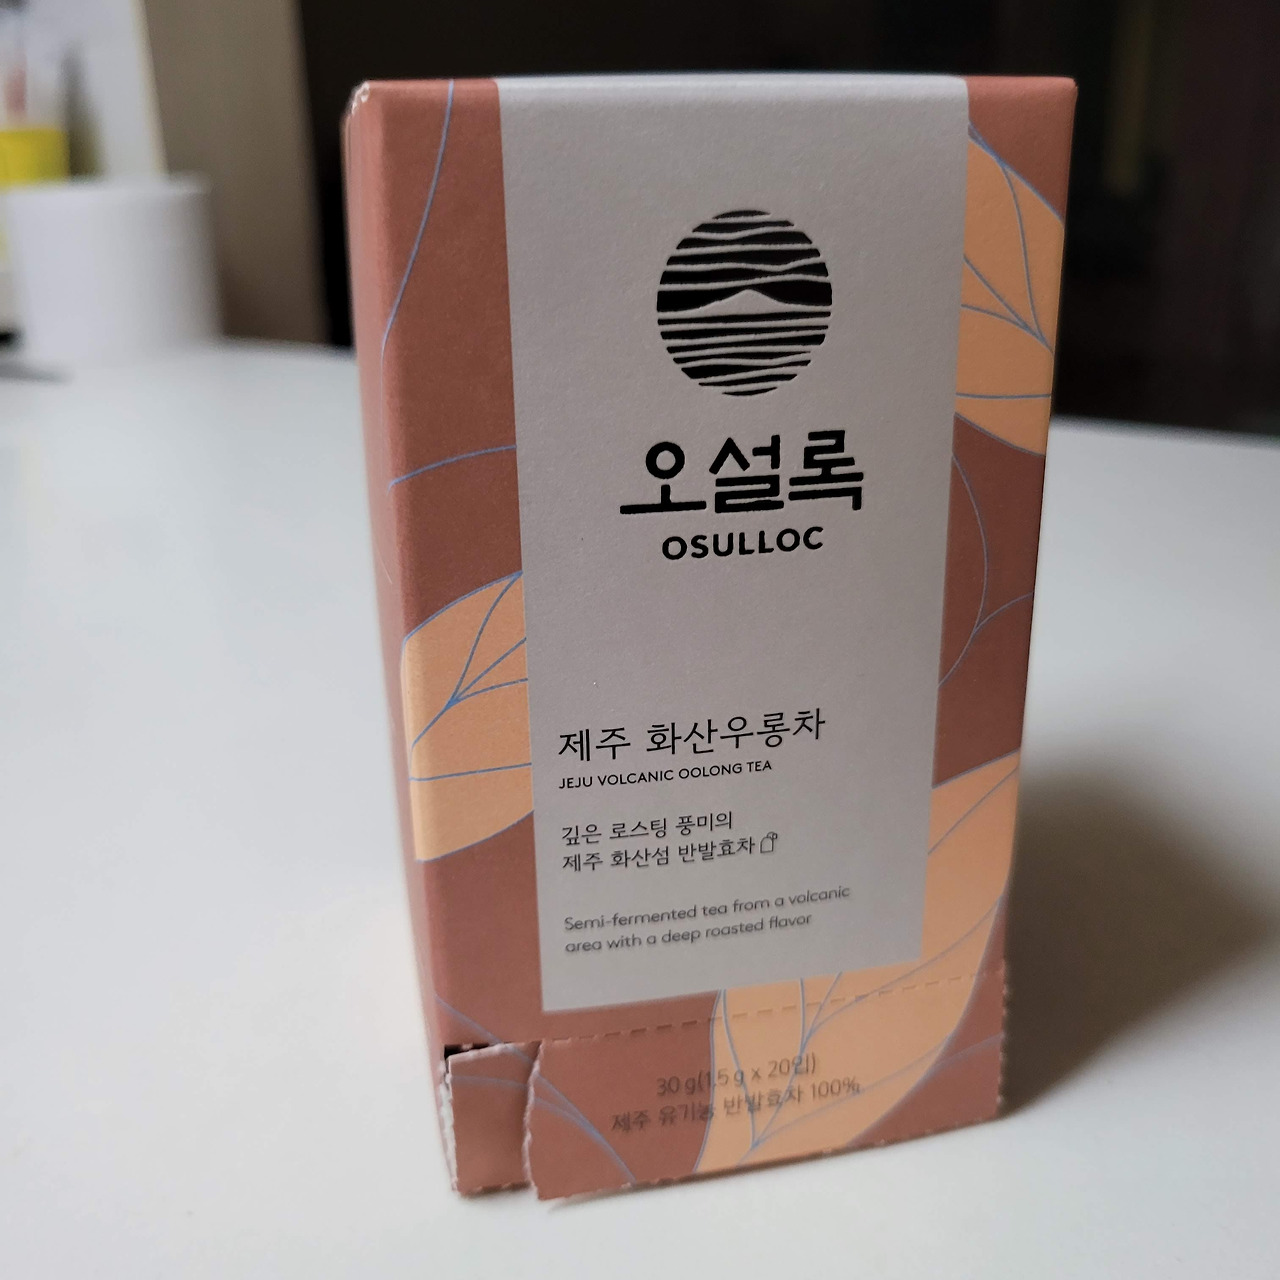 오설록
OSULLOC
제주 화산우롱차
JEJU VOLCANIC OOLONG TEA
깊은 로스팅 풍미의
제주 화산섬 반발효차
Semi-fermented tea from a volcanic
area with a deep roasted flavor
30 g(1.5 g x 20입)
제주 유기농 반발효차 100%